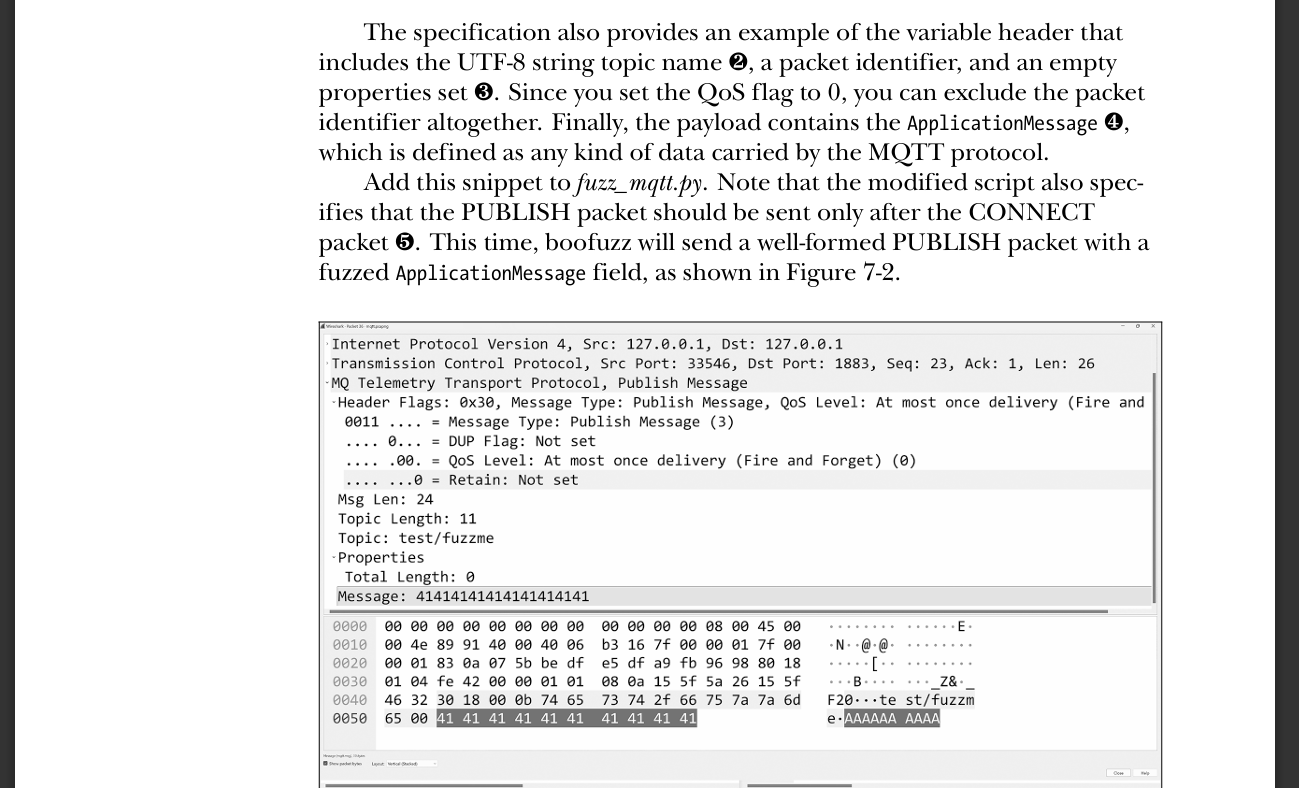 The specification also provides an example of the variable header that
includes the UTF-8 string topic name ❷, a packet identifier, and an empty
properties set ❸. Since you set the QoS flag to 0, you can exclude the packet
identifier altogether. Finally, the payload contains the ApplicationMessage ❹,
which is defined as any kind of data carried by the MQTT protocol.
Add this snippet to fuzz_mqtt.py. Note that the modified script also spec-
ifies that the PUBLISH packet should be sent only after the CONNECT
packet ❺. This time, boofuzz will send a well-formed PUBLISH packet with a
fuzzed ApplicationMessage field, as shown in Figure 7-2.
Wireshark · Packet 35 · mqtt.pcapng
Internet Protocol Version 4, Src: 127.0.0.1, Dst: 127.0.0.1
Transmission Control Protocol, Src Port: 33546, Dst Port: 1883, Seq: 23, Ack: 1, Len: 26
MQ Telemetry Transport Protocol, Publish Message
Header Flags: 0x30, Message Type: Publish Message, QoS Level: At most once delivery (Fire and
0011 .... = Message Type: Publish Message (3)
.... 0... = DUP Flag: Not set
.... .00. = QoS Level: At most once delivery (Fire and Forget) (0)
.... ...0 = Retain: Not set
Msg Len: 24
Topic Length: 11
Topic: test/fuzzme
Properties
Total Length: 0
Message: 41414141414141414141
0000 00 00 00 00 00 00 00 00 00 00 00 00 08 00 45 00 ········ ······E·
0010 00 4e 89 91 40 00 40 06 b3 16 7f 00 00 01 7f 00 ·N··@·@· ········
0020 00 01 83 0a 07 5b be df e5 df a9 fb 96 98 80 18 ·····[·· ········
0030 01 04 fe 42 00 00 01 01 08 0a 15 5f 5a 26 15 5f ···B···· ···_Z&·_
0040 46 32 30 18 00 0b 74 65 73 74 2f 66 75 7a 7a 6d F20···te st/fuzzm
0050 65 00 41 41 41 41 41 41 41 41 41 41 e·AAAAAA AAAA
Show packet bytes Layout: Vertical (Stacked)
Close Help